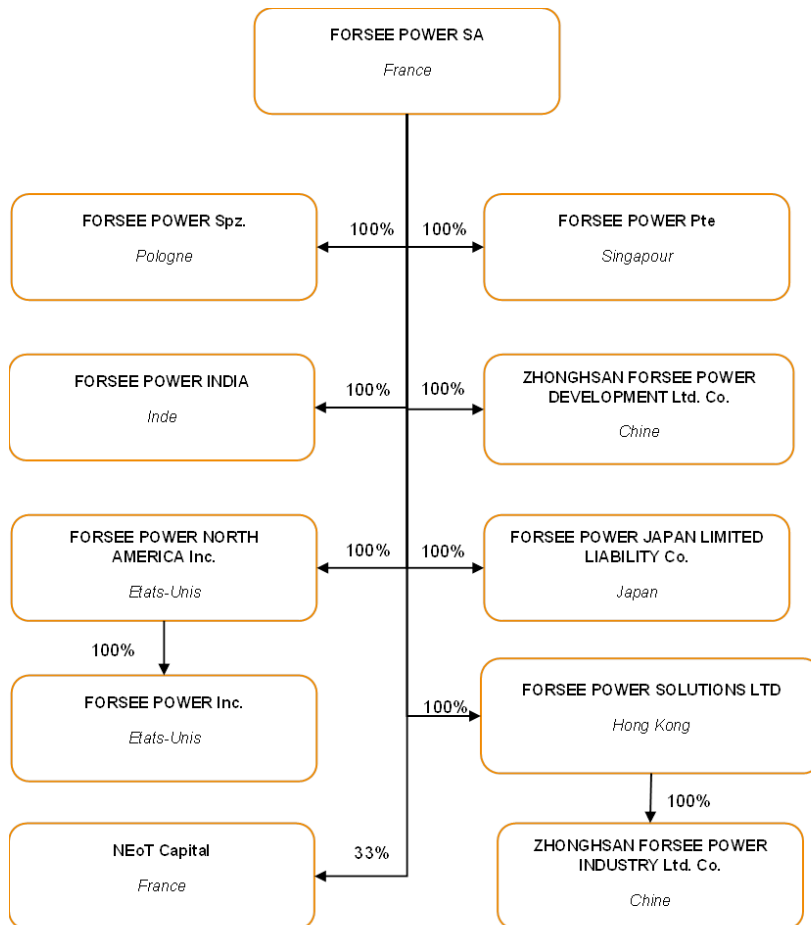 FORSEE POWER SA
France
FORSEE POWER Spz.
Pologne
100%
100%
FORSEE POWER Pte
Singapour
FORSEE POWER INDIA
Inde
100%
100%
ZHONGHSAN FORSEE POWER
DEVELOPMENT Ltd. Co.
Chine
FORSEE POWER NORTH
AMERICA Inc.
Etats-Unis
100%
100%
FORSEE POWER JAPAN LIMITED
LIABILITY Co.
Japan
100%
FORSEE POWER Inc.
Etats-Unis
100%
FORSEE POWER SOLUTIONS LTD
Hong Kong
100%
NEoT Capital
France
33%
ZHONGHSAN FORSEE POWER
INDUSTRY Ltd. Co.
Chine